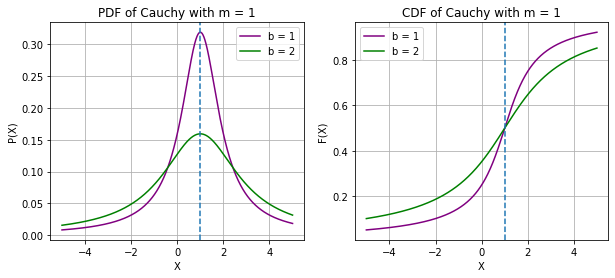 PDF of Cauchy with m = 1
P(X)
0.30
0.25
0.20
0.15
0.10
0.05
0.00
−4
−2
0
2
4
X
b = 1
b = 2
CDF of Cauchy with m = 1
F(X)
0.8
0.6
0.4
0.2
−4
−2
0
2
4
X
b = 1
b = 2